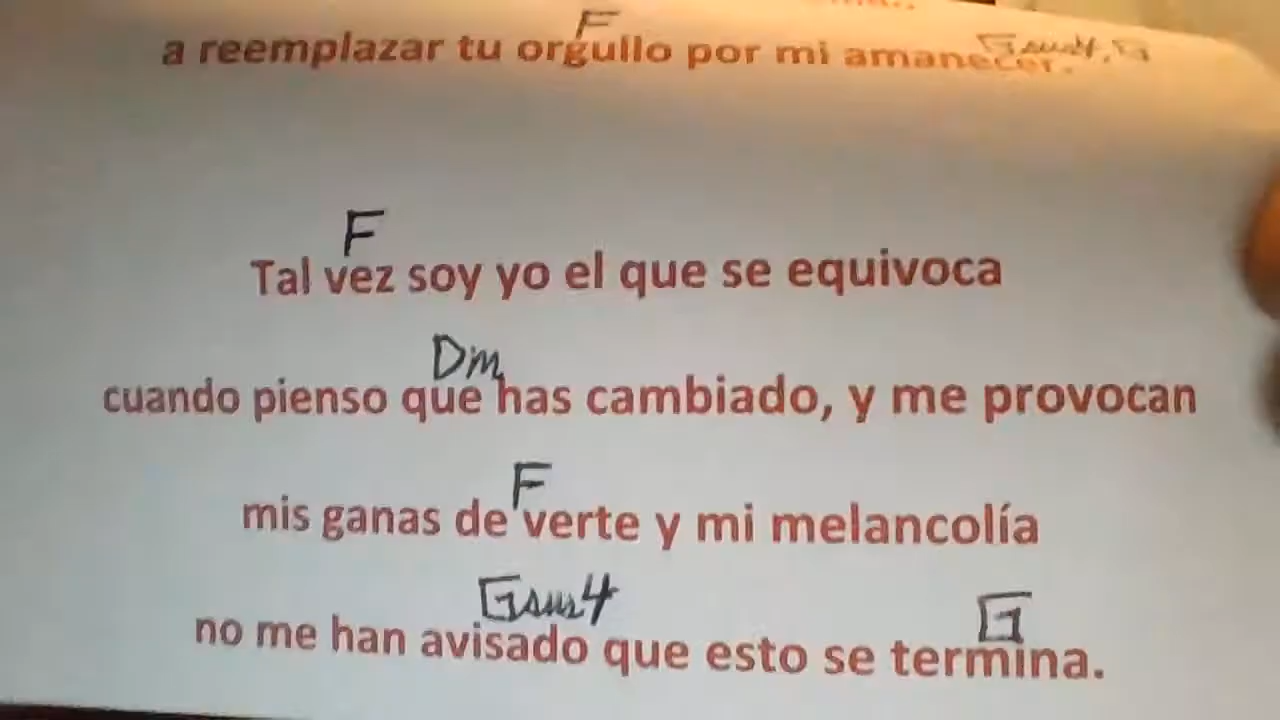 F Gsus4, G
a reemplazar tu orgullo por mi amanecer.
F
Tal vez soy yo el que se equivoca
Dm
cuando pienso que has cambiado, y me provocan
F
mis ganas de verte y mi melancolía
Gsus4 G
no me han avisado que esto se termina.